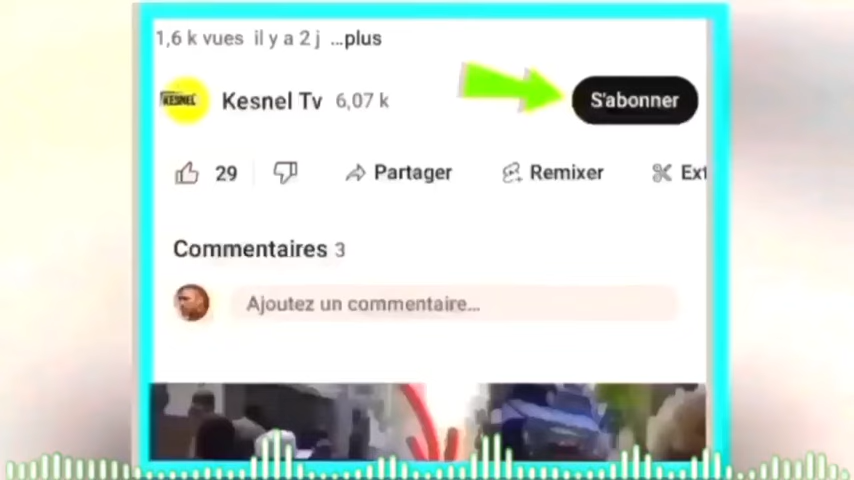 1,6 k vues il y a 2 j ...plus
KESNEL
Kesnel Tv 6,07 k
S'abonner
29 Partager Remixer Ext
Commentaires 3
Ajoutez un commentaire...